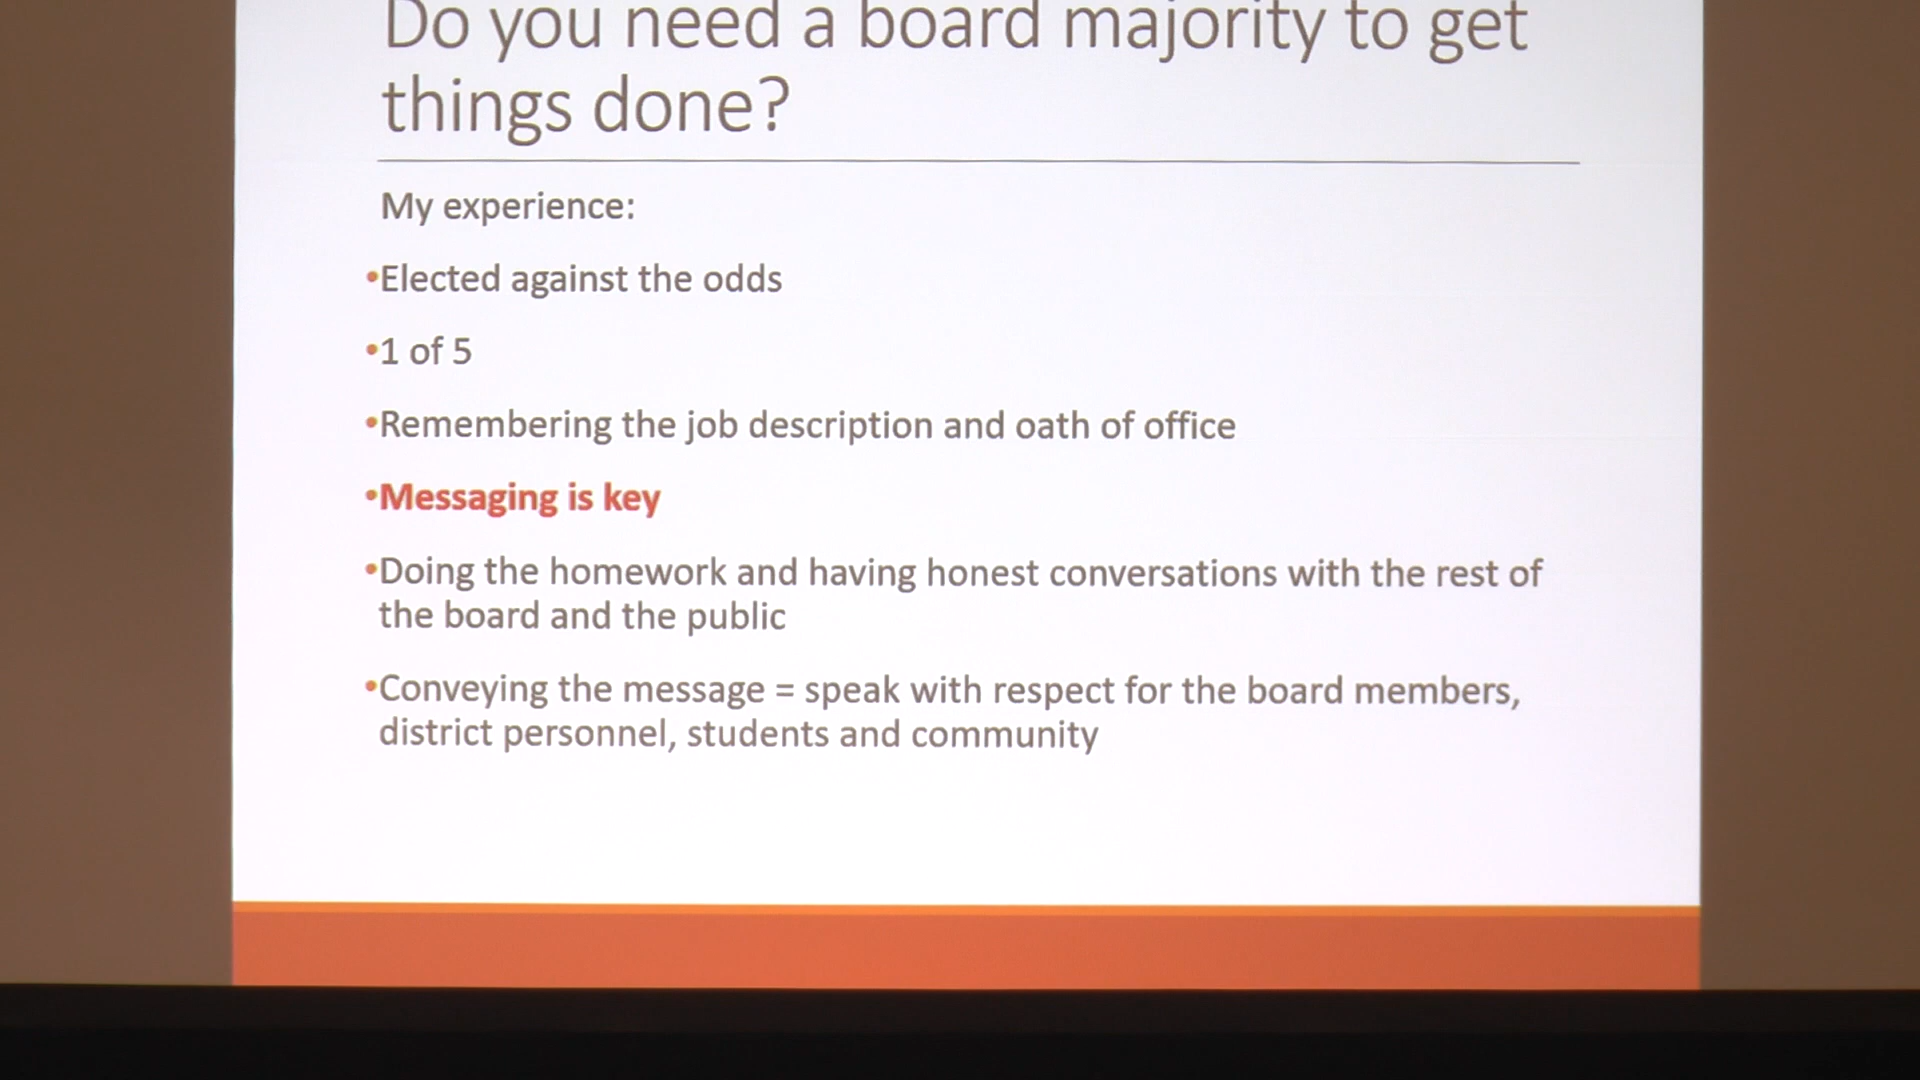 Do you need a board majority to get
things done?
My experience:
•Elected against the odds
•1 of 5
•Remembering the job description and oath of office
•Messaging is key
•Doing the homework and having honest conversations with the rest of
the board and the public
•Conveying the message = speak with respect for the board members,
district personnel, students and community